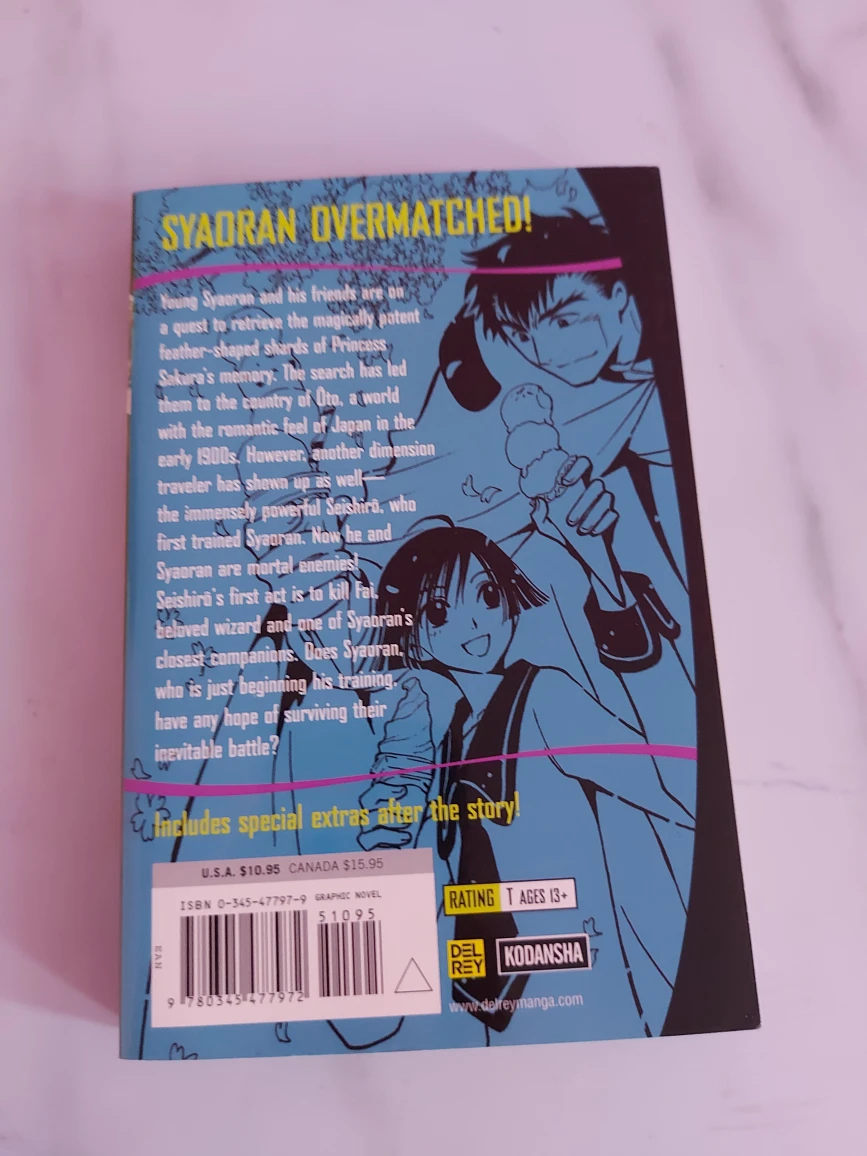 SYAORAN OVERMATCHED!
Young Syaoran and his friends are on
a quest to retrieve the magically potent
feather-shaped shards of Princess
Sakura's memory. The search has led
them to the country of Oto, a world
with the romantic feel of Japan in the
early 1900s. However, another dimension
traveler has shown up as well—
the immensely powerful Seishirō, who
first trained Syaoran. Now he and
Syaoran are mortal enemies!
Seishirō's first act is to kill Fai,
beloved wizard and one of Syaoran's
closest companions. Does Syaoran,
who is just beginning his training,
have any hope of surviving their
inevitable battle?
Includes special extras after the story!
U.S.A. $10.95 CANADA $15.95
ISBN 0-345-47797-9 GRAPHIC NOVEL
51095
EAN
9 780345 477972
RATING T AGES 13+
DEL
REY
KODANSHA
www.delreymanga.com